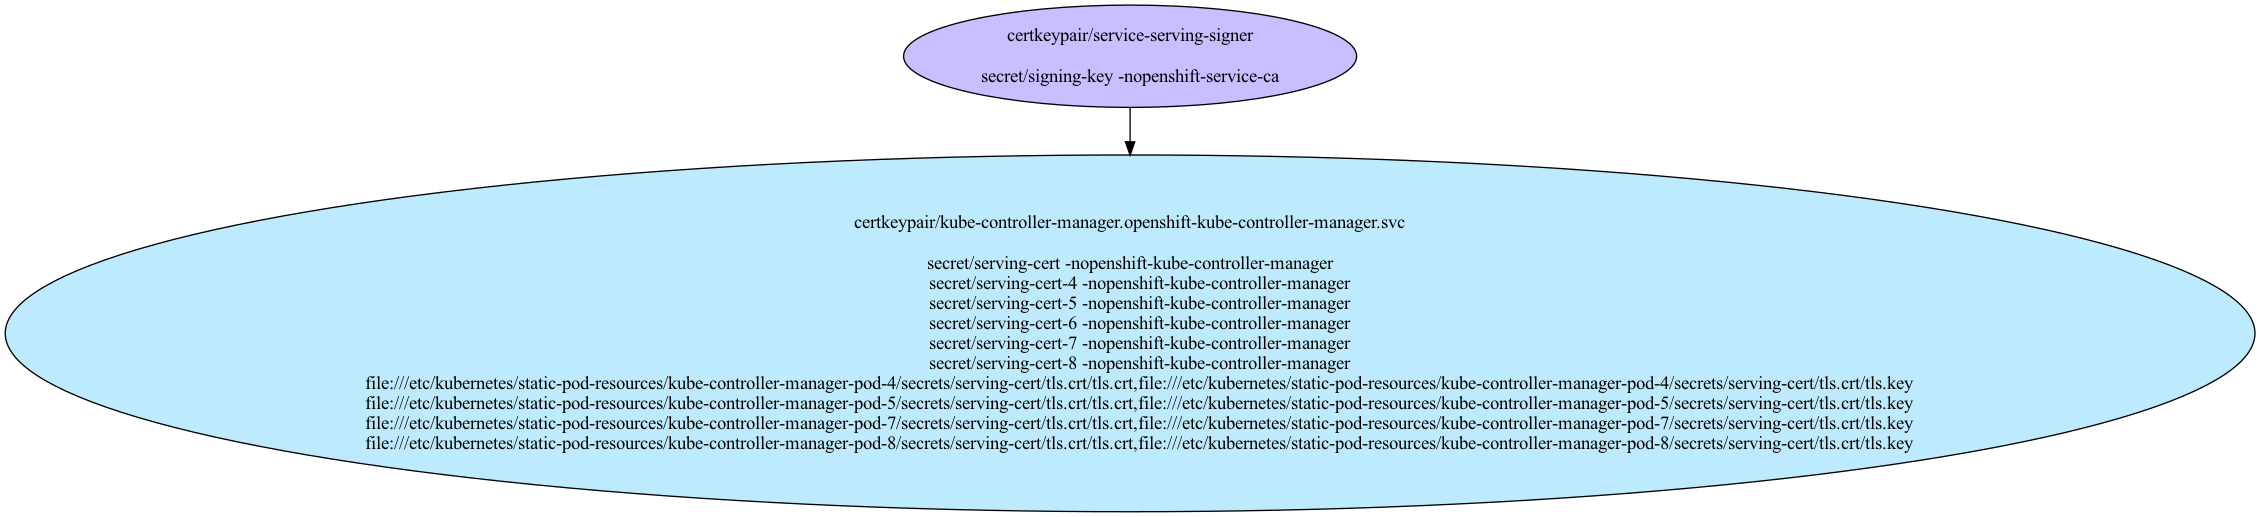 certkeypair/service-serving-signer
secret/signing-key -nopenshift-service-ca
certkeypair/kube-controller-manager.openshift-kube-controller-manager.svc
secret/serving-cert -nopenshift-kube-controller-manager
secret/serving-cert-4 -nopenshift-kube-controller-manager
secret/serving-cert-5 -nopenshift-kube-controller-manager
secret/serving-cert-6 -nopenshift-kube-controller-manager
secret/serving-cert-7 -nopenshift-kube-controller-manager
secret/serving-cert-8 -nopenshift-kube-controller-manager
file:///etc/kubernetes/static-pod-resources/kube-controller-manager-pod-4/secrets/serving-cert/tls.crt/tls.crt,file:///etc/kubernetes/static-pod-resources/kube-controller-manager-pod-4/secrets/serving-cert/tls.crt/tls.key
file:///etc/kubernetes/static-pod-resources/kube-controller-manager-pod-5/secrets/serving-cert/tls.crt/tls.crt,file:///etc/kubernetes/static-pod-resources/kube-controller-manager-pod-5/secrets/serving-cert/tls.crt/tls.key
file:///etc/kubernetes/static-pod-resources/kube-controller-manager-pod-7/secrets/serving-cert/tls.crt/tls.crt,file:///etc/kubernetes/static-pod-resources/kube-controller-manager-pod-7/secrets/serving-cert/tls.crt/tls.key
file:///etc/kubernetes/static-pod-resources/kube-controller-manager-pod-8/secrets/serving-cert/tls.crt/tls.crt,file:///etc/kubernetes/static-pod-resources/kube-controller-manager-pod-8/secrets/serving-cert/tls.crt/tls.key